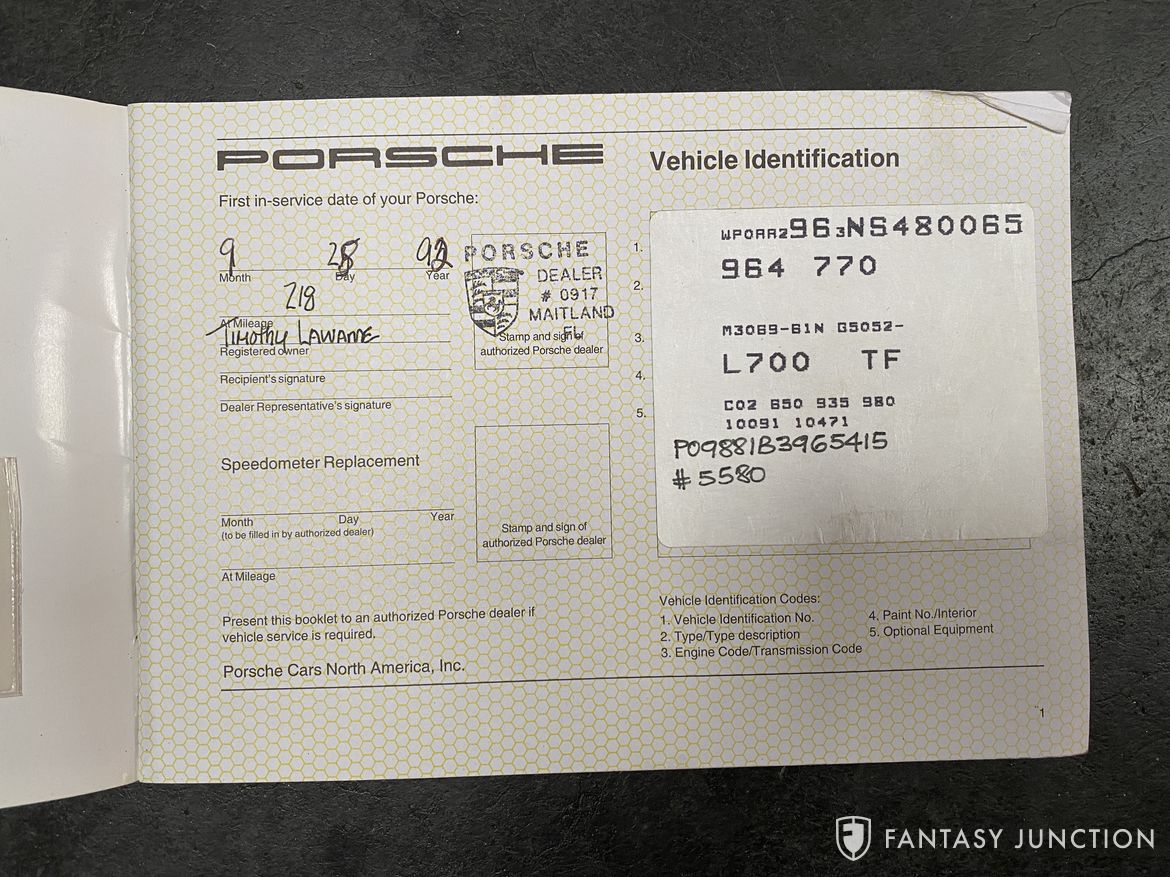 PORSCHE
First in-service date of your Porsche:
9 28 92
Month Day Year
218
At Mileage
Registered owner
Recipient's signature
Dealer Representative's signature
PORSCHE
DEALER
# 0917
MAITLAND
FL
Stamp and sign of
authorized Porsche dealer
Speedometer Replacement
Month Day Year
(to be filled in by authorized dealer)
At Mileage
Stamp and sign of
authorized Porsche dealer
Present this booklet to an authorized Porsche dealer if
vehicle service is required.
Porsche Cars North America, Inc.
Vehicle Identification
1. WP0AA2963NS480065
2. 964 770
3. M3069-61N G5052-
4. L700 TF
5. C02 650 935 980
10091 10471
P09881B3965415
#5580
Vehicle Identification Codes:
1. Vehicle Identification No.
2. Type/Type description
3. Engine Code/Transmission Code
4. Paint No./Interior
5. Optional Equipment
1
FANTASY JUNCTION